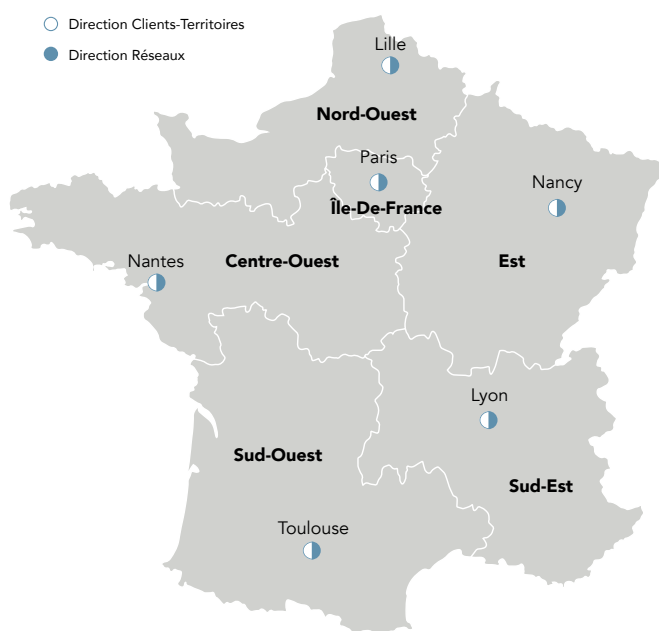 Direction Clients-Territoires
Direction Réseaux
Lille
Nord-Ouest
Paris
Île-De-France
Nancy
Nantes
Centre-Ouest
Est
Lyon
Sud-Ouest
Sud-Est
Toulouse